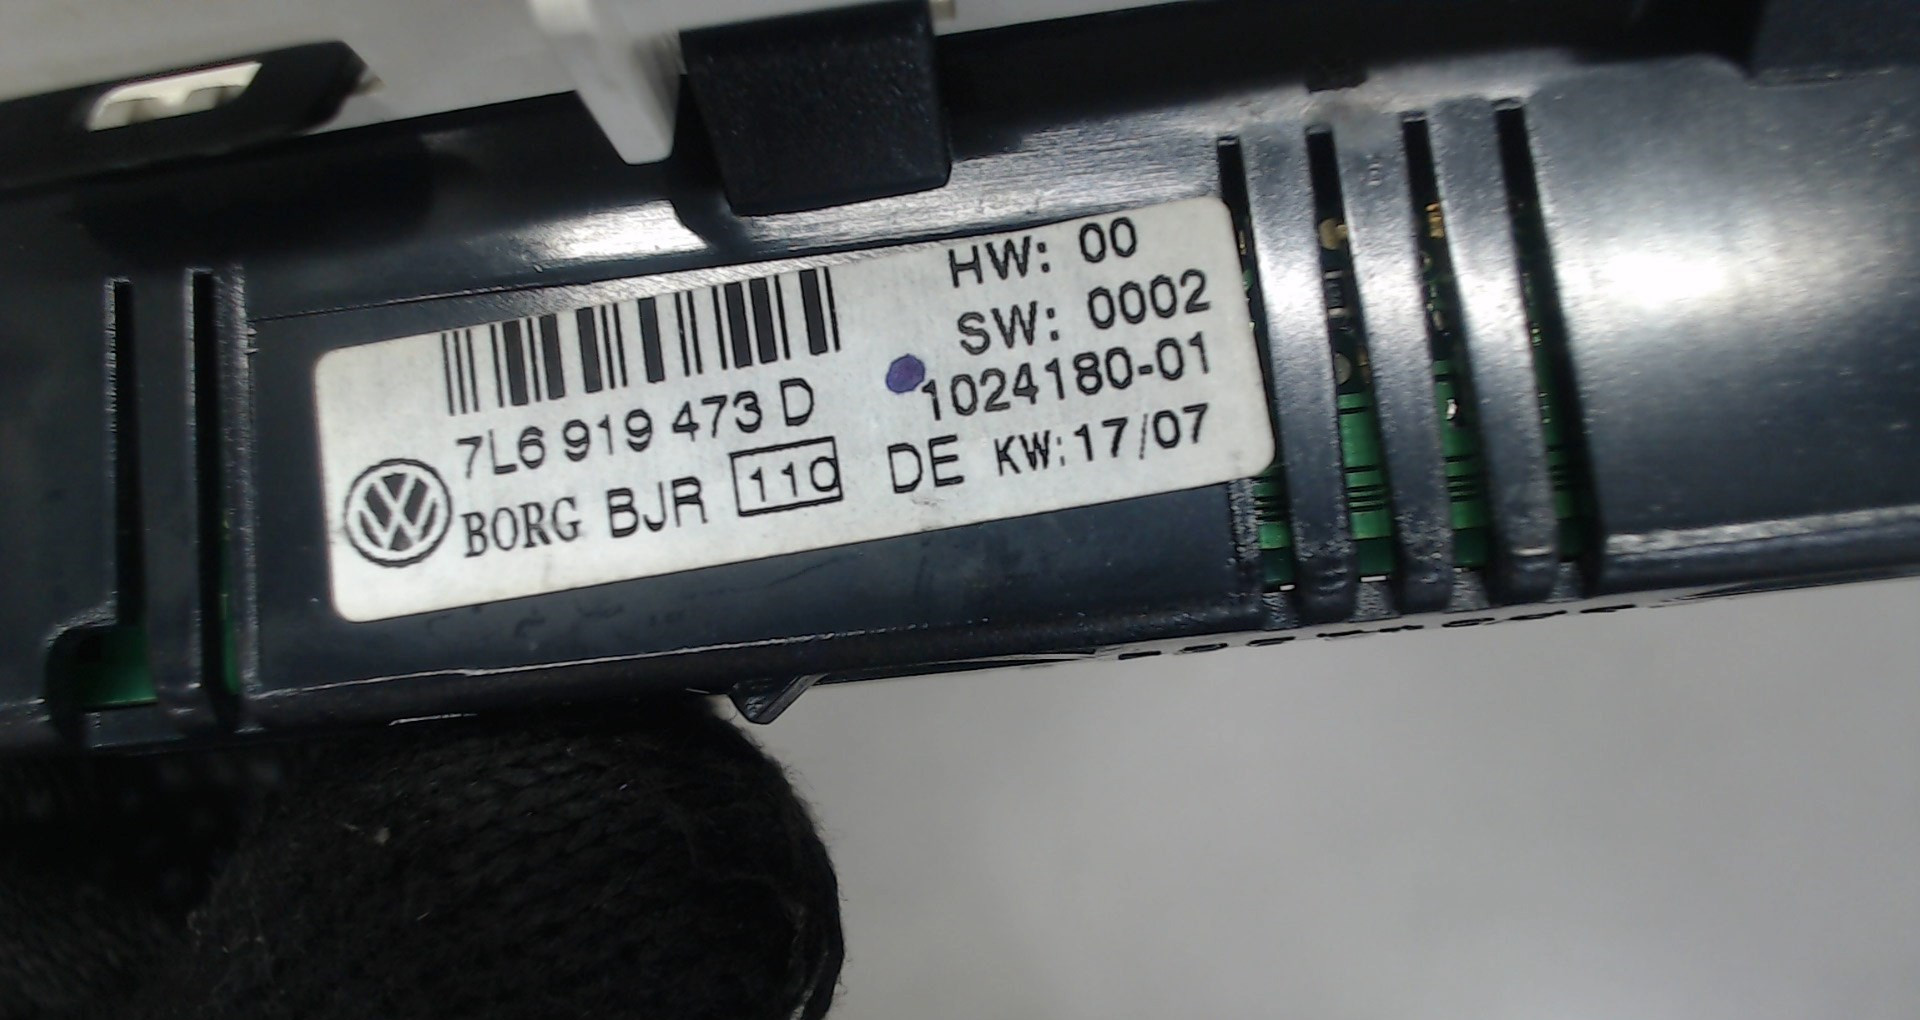 HW: 00
SW: 0002
1024180-01
7L6 919 473 D
BORG BJR 110 DE KW:17/07